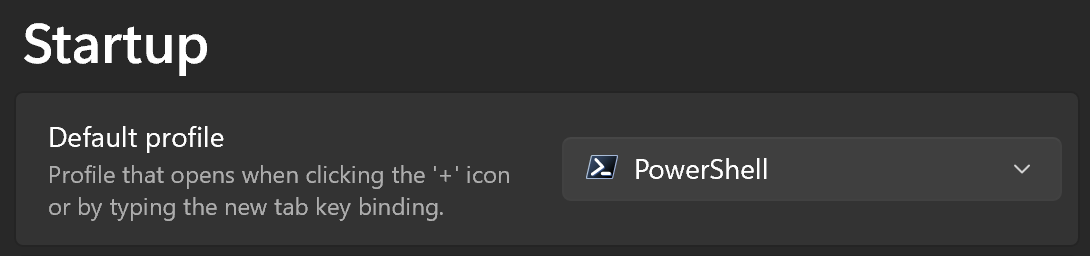 Startup
Default profile
Profile that opens when clicking the '+' icon
or by typing the new tab key binding.
PowerShell